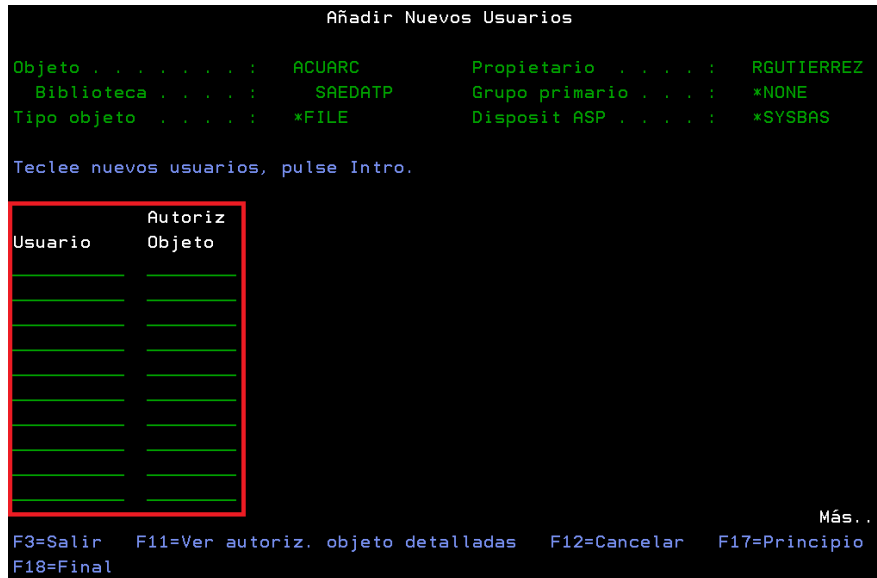 Añadir Nuevos Usuarios
Objeto . . . . . . . : ACUARC Propietario . . . . : RGUTIERREZ
Biblioteca . . . . : SAEDATP Grupo primario . . . : *NONE
Tipo objeto . . . . : *FILE Disposit ASP . . . . : *SYSBAS
Teclee nuevos usuarios, pulse Intro.
Autoriz
Usuario Objeto
Más..
F3=Salir F11=Ver autoriz. objeto detalladas F12=Cancelar F17=Principio
F18=Final